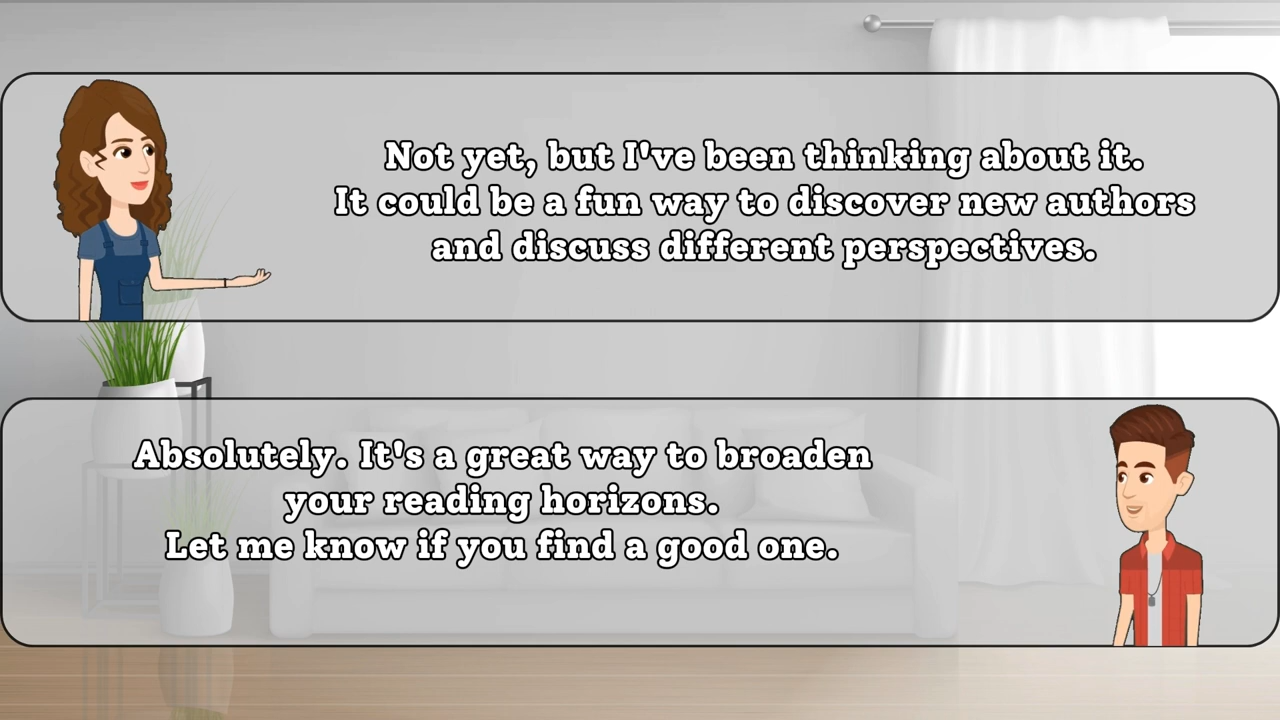 Not yet, but I've been thinking about it.
It could be a fun way to discover new authors
and discuss different perspectives.
Absolutely. It's a great way to broaden
your reading horizons.
Let me know if you find a good one.